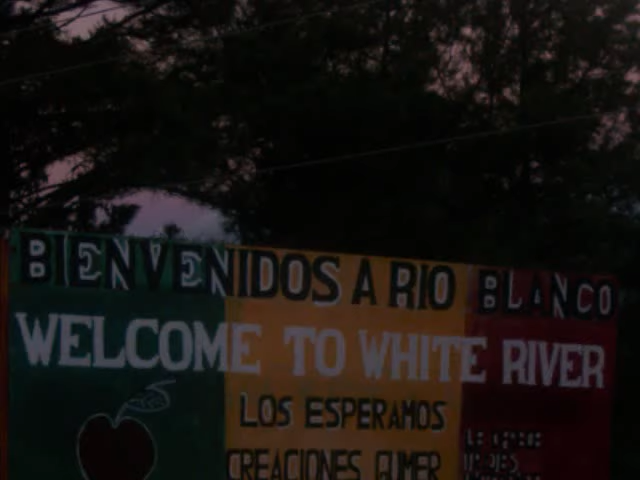 BIENVENIDOS A RIO BLANCO
WELCOME TO WHITE RIVER
LOS ESPERAMOS
CREACIONES GUMER